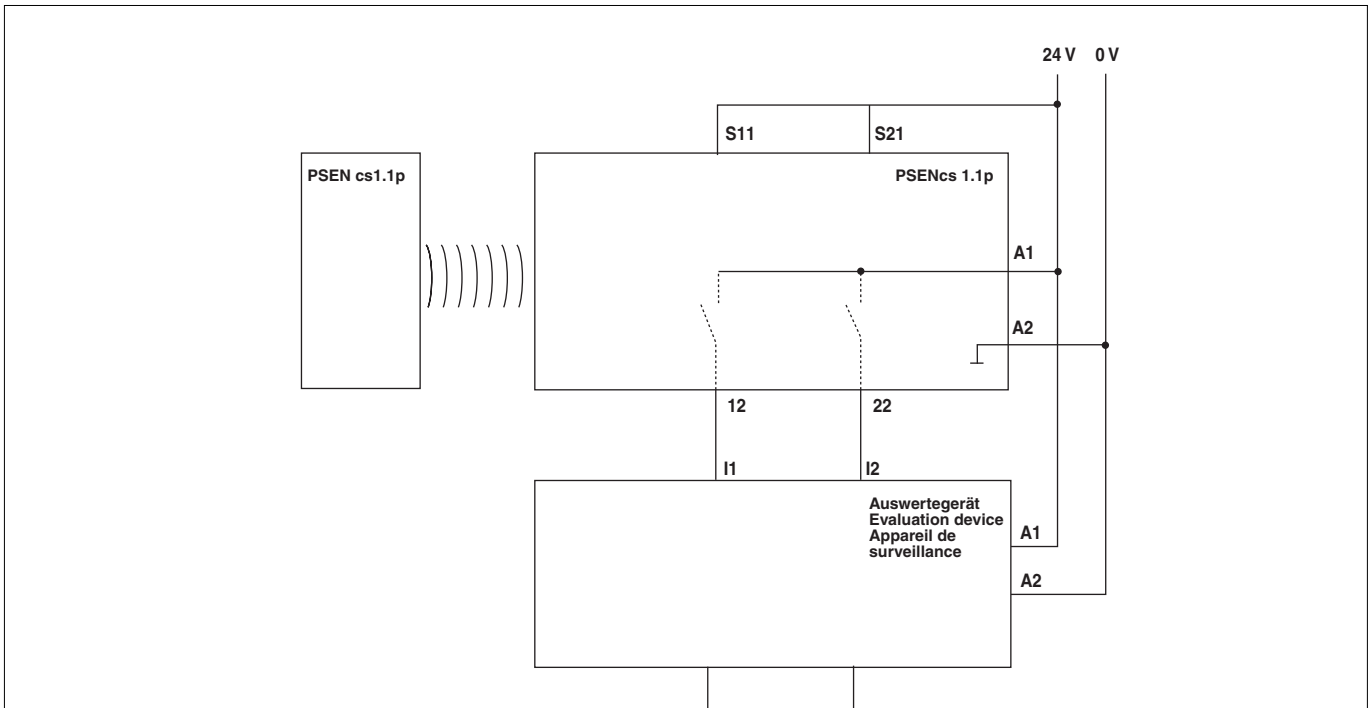 24 V 0 V
S11 S21
PSEN cs1.1p
PSENcs 1.1p
A1
A2
12 22
I1 I2
Auswertegerät
Evaluation device
Appareil de
surveillance
A1
A2